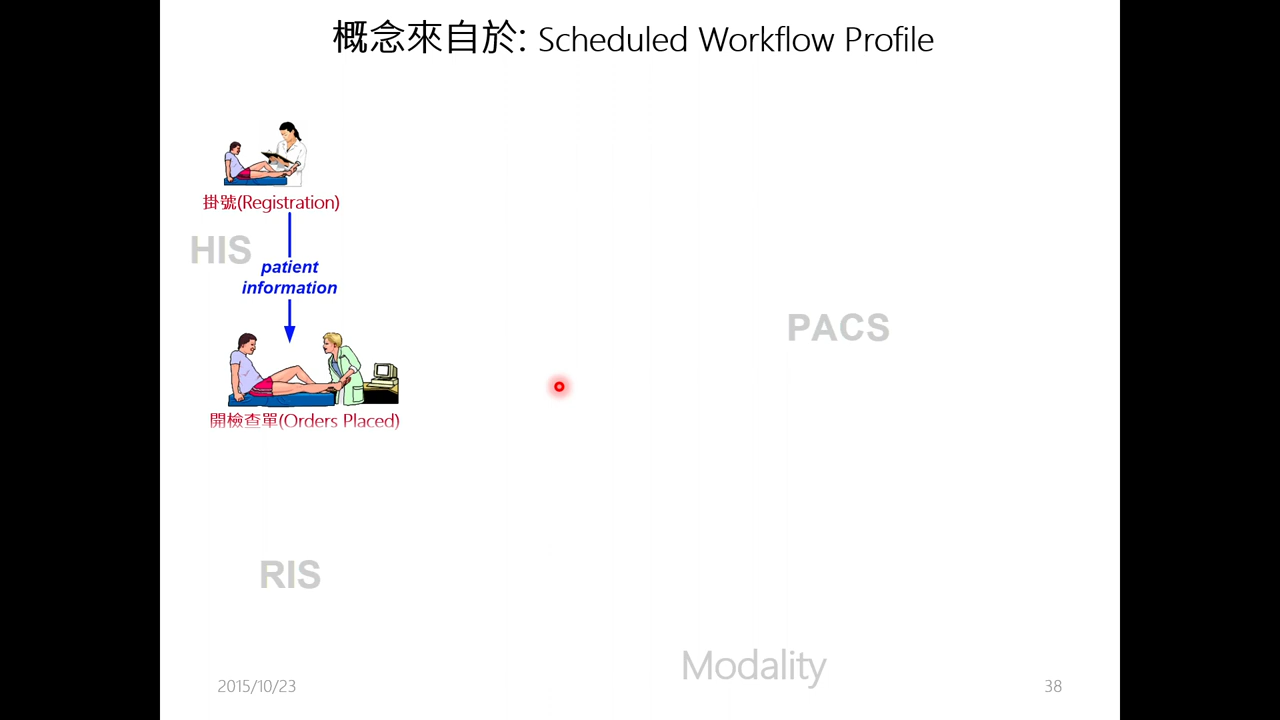 概念來自於: Scheduled Workflow Profile
掛號(Registration)
HIS
patient
information
PACS
開檢查單(Orders Placed)
RIS
Modality
2015/10/23
38